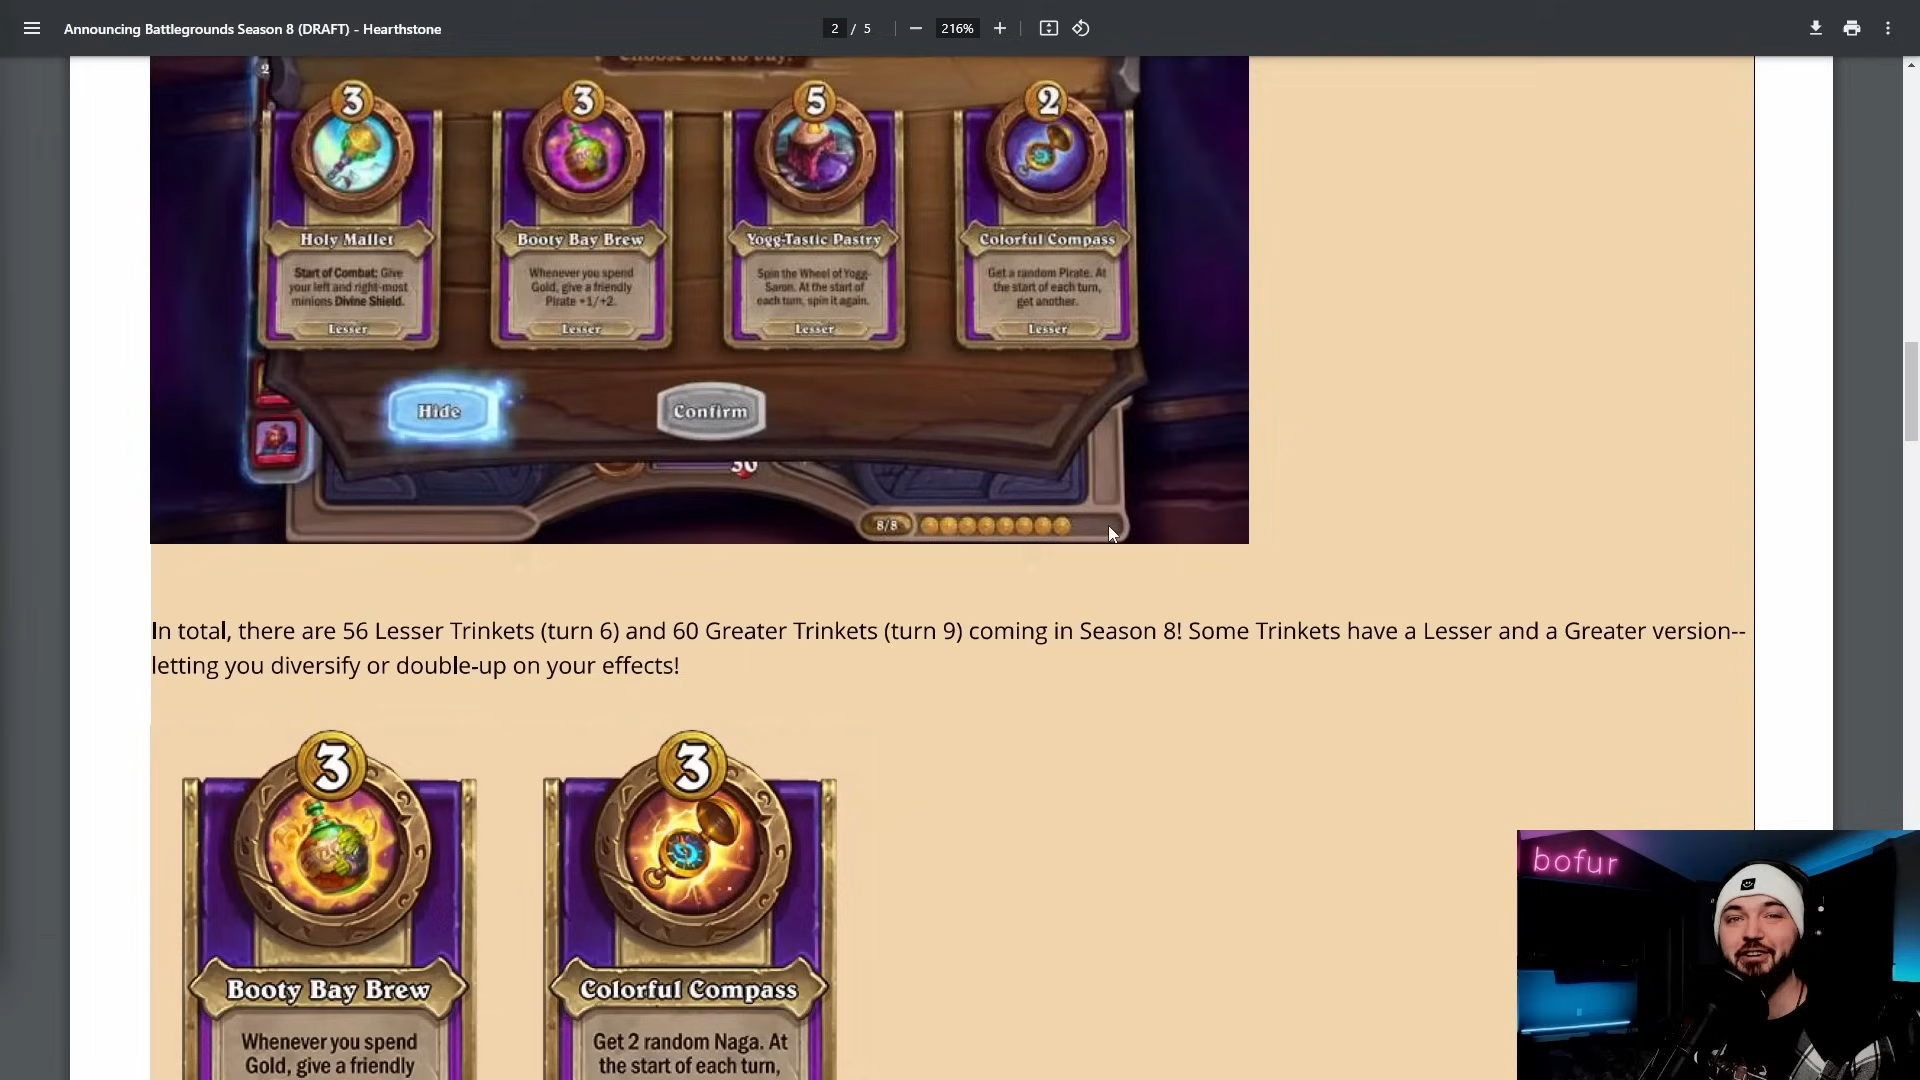 Announcing Battlegrounds Season 8 (DRAFT) - Hearthstone
2 / 5
216%
Choose one to buy!
2
3
3
5
2
Holy Mallet
Start of Combat: Give
your left and right-most
minions Divine Shield.
Lesser
Booty Bay Brew
Whenever you spend
Gold, give a friendly
Pirate +1/+2.
Lesser
Yogg-Tastic Pastry
Spin the Wheel of Yogg-
Saron. At the start of
each turn, spin it again.
Lesser
Colorful Compass
Get a random Pirate. At
the start of each turn,
get another.
Lesser
Hide
Confirm
30
8/8
In total, there are 56 Lesser Trinkets (turn 6) and 60 Greater Trinkets (turn 9) coming in Season 8! Some Trinkets have a Lesser and a Greater version--
letting you diversify or double-up on your effects!
3
Booty Bay Brew
Whenever you spend
Gold, give a friendly
3
Colorful Compass
Get 2 random Naga. At
the start of each turn,
bofur